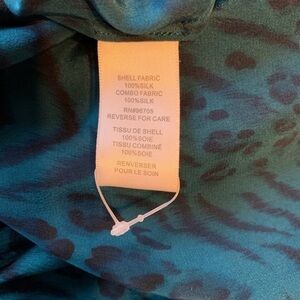 SHELL FABRIC
100%SILK
COMBO FABRIC
100%SILK
RN#96705
REVERSE FOR CARE
TISSU DE SHELL
100%SOIE
TISSU COMBINÉ
100%SOIE
RENVERSER
POUR LE SOIN